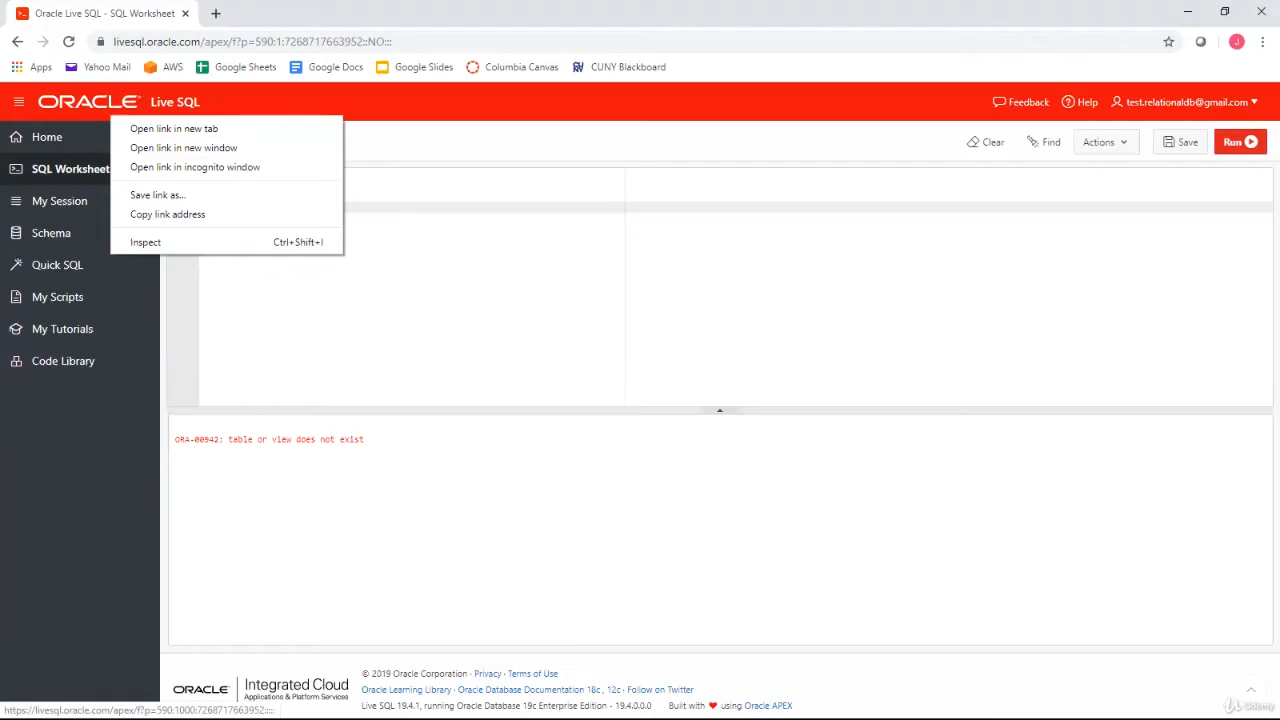 Oracle Live SQL - SQL Worksheet
livesql.oracle.com/apex/f?p=590:1:7268717663952::NO:::
J
Apps
Yahoo Mail
AWS
Google Sheets
Google Docs
Google Slides
Columbia Canvas
CUNY Blackboard
ORACLE Live SQL
Feedback
Help
test.relationaldb@gmail.com
Home
SQL Worksheet
My Session
Schema
Quick SQL
My Scripts
My Tutorials
Code Library
Open link in new tab
Open link in new window
Open link in incognito window
Save link as...
Copy link address
Inspect Ctrl+Shift+I
Clear
Find
Actions
Save
Run
ORA-00942: table or view does not exist
ORACLE Integrated Cloud
Applications & Platform Services
© 2019 Oracle Corporation · Privacy · Terms of Use
Oracle Learning Library · Oracle Database Documentation 18c , 12c · Follow on Twitter
Live SQL 19.4.1, running Oracle Database 19c Enterprise Edition - 19.4.0.0.0 Built with ❤ using Oracle APEX
https://livesql.oracle.com/apex/f?p=590:1000:7268717663952:::::
Udemy